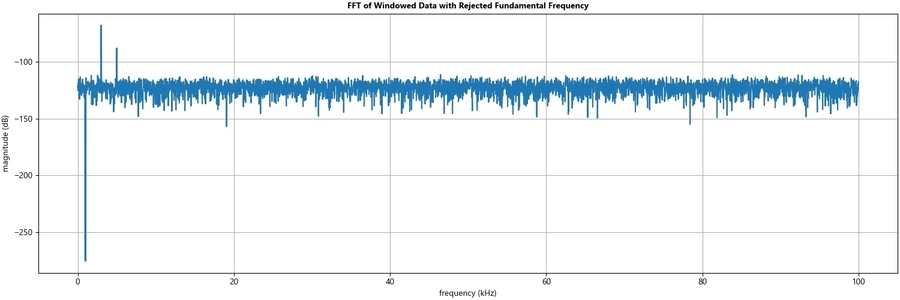 FFT of Windowed Data with Rejected Fundamental Frequency
magnitude (dB)
−100
−150
−200
−250
0 20 40 60 80 100
frequency (kHz)